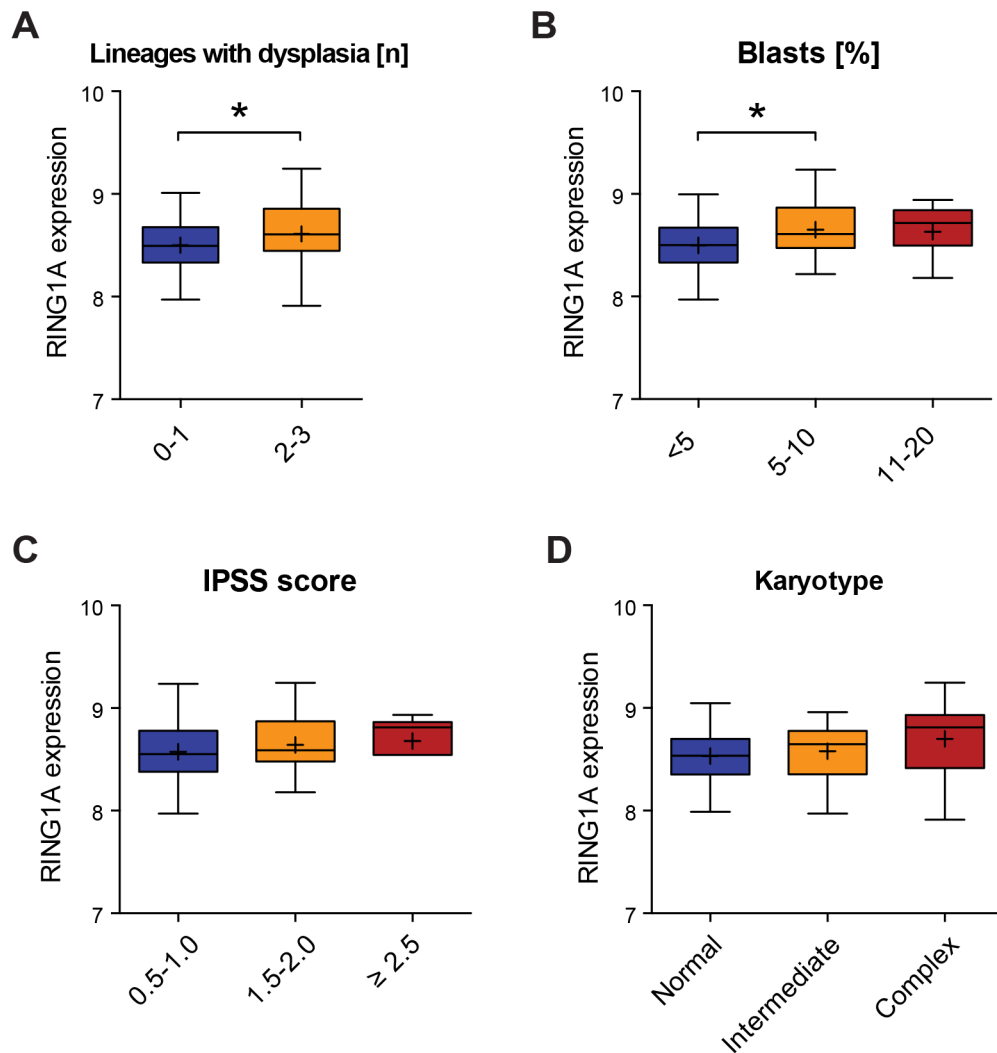 A
Lineages with dysplasia [n]
RING1A expression
10
9
8
7
*
0-1
2-3
B
Blasts [%]
RING1A expression
10
9
8
7
*
<5
5-10
11-20
C
IPSS score
RING1A expression
10
9
8
7
0.5-1.0
1.5-2.0
≥ 2.5
D
Karyotype
RING1A expression
10
9
8
7
Normal
Intermediate
Complex